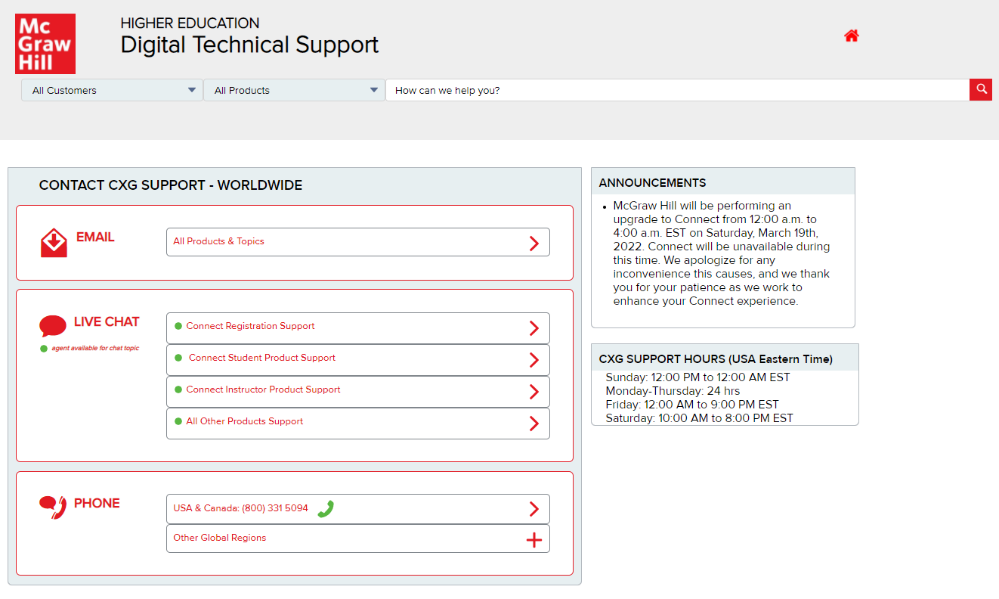 Mc
Graw
Hill
HIGHER EDUCATION
Digital Technical Support
All Customers
All Products
How can we help you?
CONTACT CXG SUPPORT - WORLDWIDE
EMAIL
All Products & Topics
LIVE CHAT
agent available for chat topic
Connect Registration Support
Connect Student Product Support
Connect Instructor Product Support
All Other Products Support
PHONE
USA & Canada: (800) 331 5094
Other Global Regions
ANNOUNCEMENTS
• McGraw Hill will be performing an
upgrade to Connect from 12:00 a.m. to
4:00 a.m. EST on Saturday, March 19th,
2022. Connect will be unavailable during
this time. We apologize for any
inconvenience this causes, and we thank
you for your patience as we work to
enhance your Connect experience.
CXG SUPPORT HOURS (USA Eastern Time)
Sunday: 12:00 PM to 12:00 AM EST
Monday-Thursday: 24 hrs
Friday: 12:00 AM to 9:00 PM EST
Saturday: 10:00 AM to 8:00 PM EST